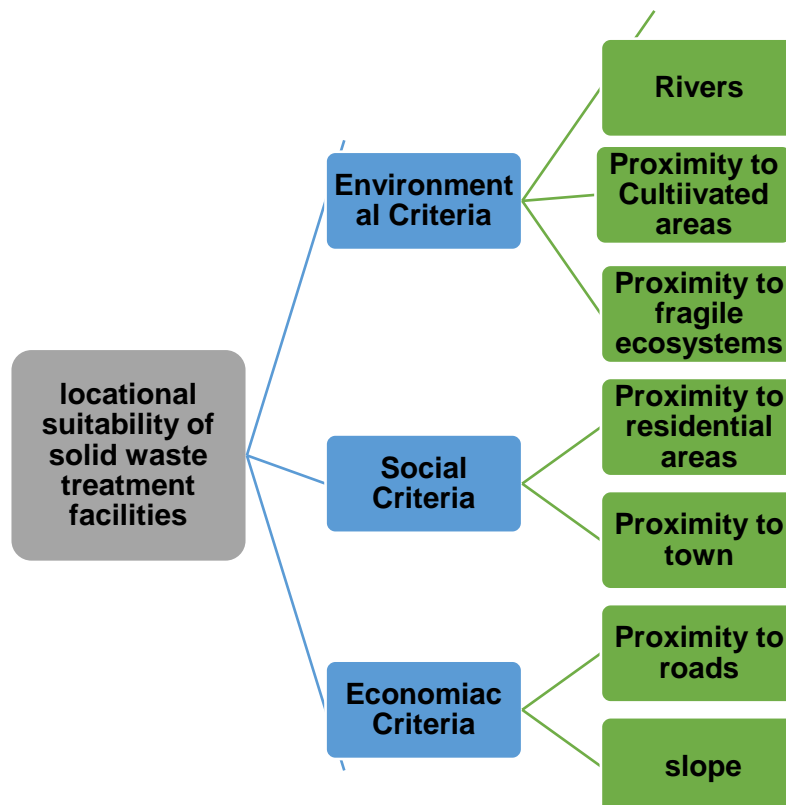 Rivers
Environment
al Criteria
Proximity to
Cultiivated
areas
Proximity to
fragile
ecosystems
locational
suitability of
solid waste
treatment
facilities
Social
Criteria
Proximity to
residential
areas
Proximity to
town
Economiac
Criteria
Proximity to
roads
slope